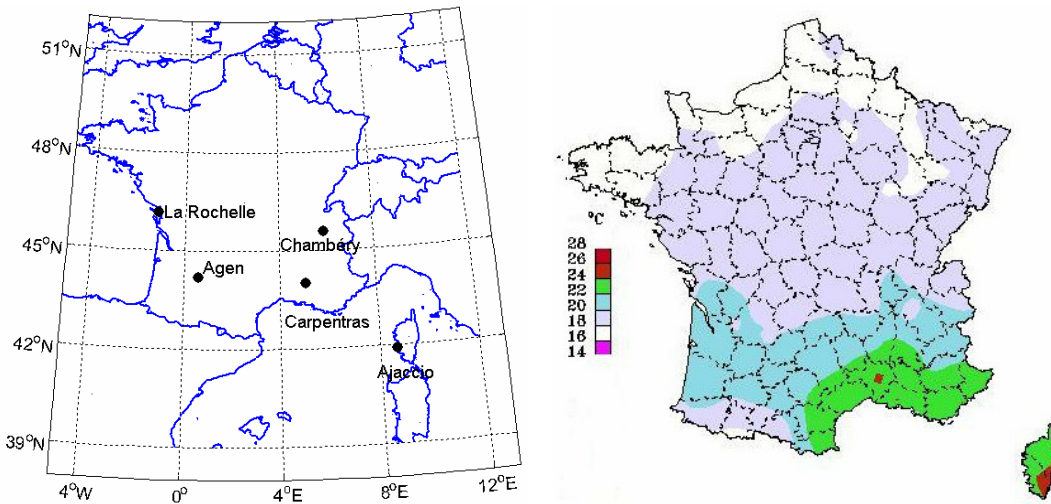 51°N
48°N
45°N
42°N
39°N
La Rochelle
Chambéry
Agen
Carpentras
Ajaccio
4°W
0°
4°E
8°E
12°E
°C
28
26
24
22
20
18
16
14